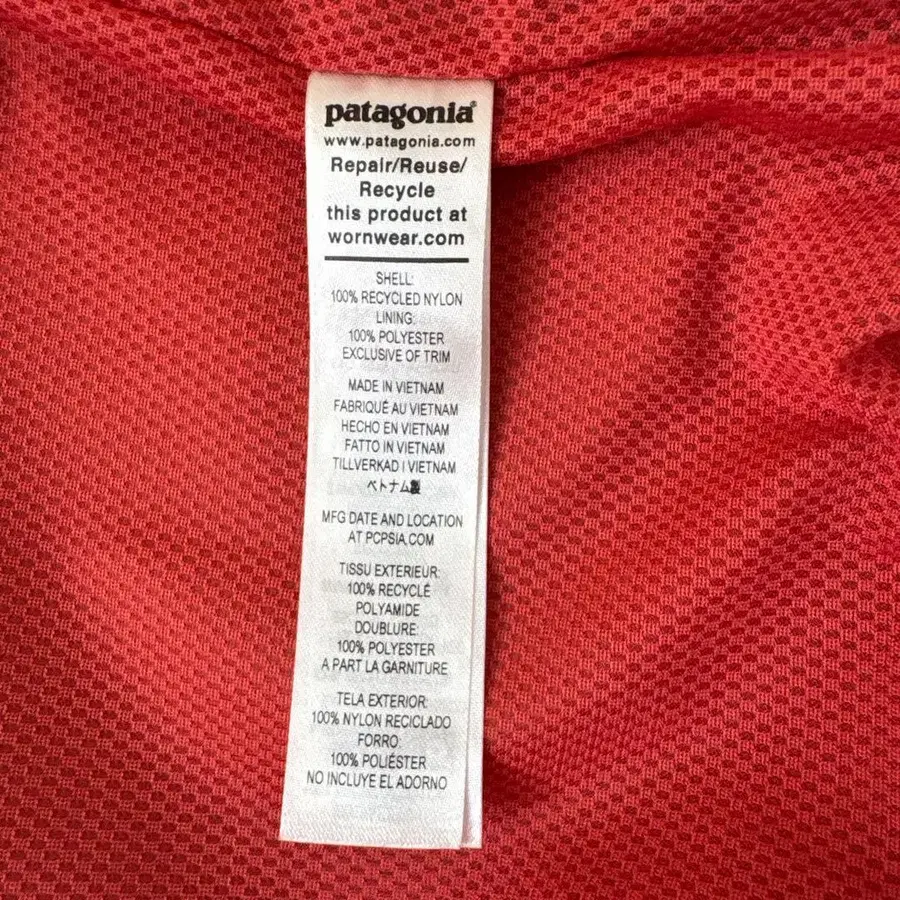 patagonia®
www.patagonia.com
Repair/Reuse/
Recycle
this product at
wornwear.com
SHELL:
100% RECYCLED NYLON
LINING:
100% POLYESTER
EXCLUSIVE OF TRIM
MADE IN VIETNAM
FABRIQUÉ AU VIETNAM
HECHO EN VIETNAM
FATTO IN VIETNAM
TILLVERKAD I VIETNAM
ベトナム製
MFG DATE AND LOCATION
AT PCPSIA.COM
TISSU EXTERIEUR:
100% RECYCLÉ
POLYAMIDE
DOUBLURE:
100% POLYESTER
A PART LA GARNITURE
TELA EXTERIOR:
100% NYLON RECICLADO
FORRO:
100% POLIÉSTER
NO INCLUYE EL ADORNO